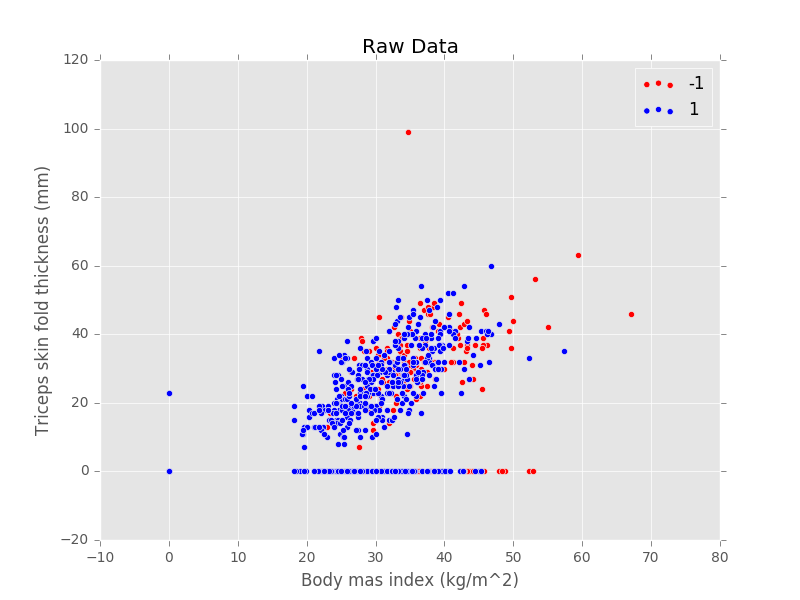 Raw Data
-1
1
120
100
80
60
40
20
0
−20
Triceps skin fold thickness (mm)
−10 0 10 20 30 40 50 60 70 80
Body mas index (kg/m^2)